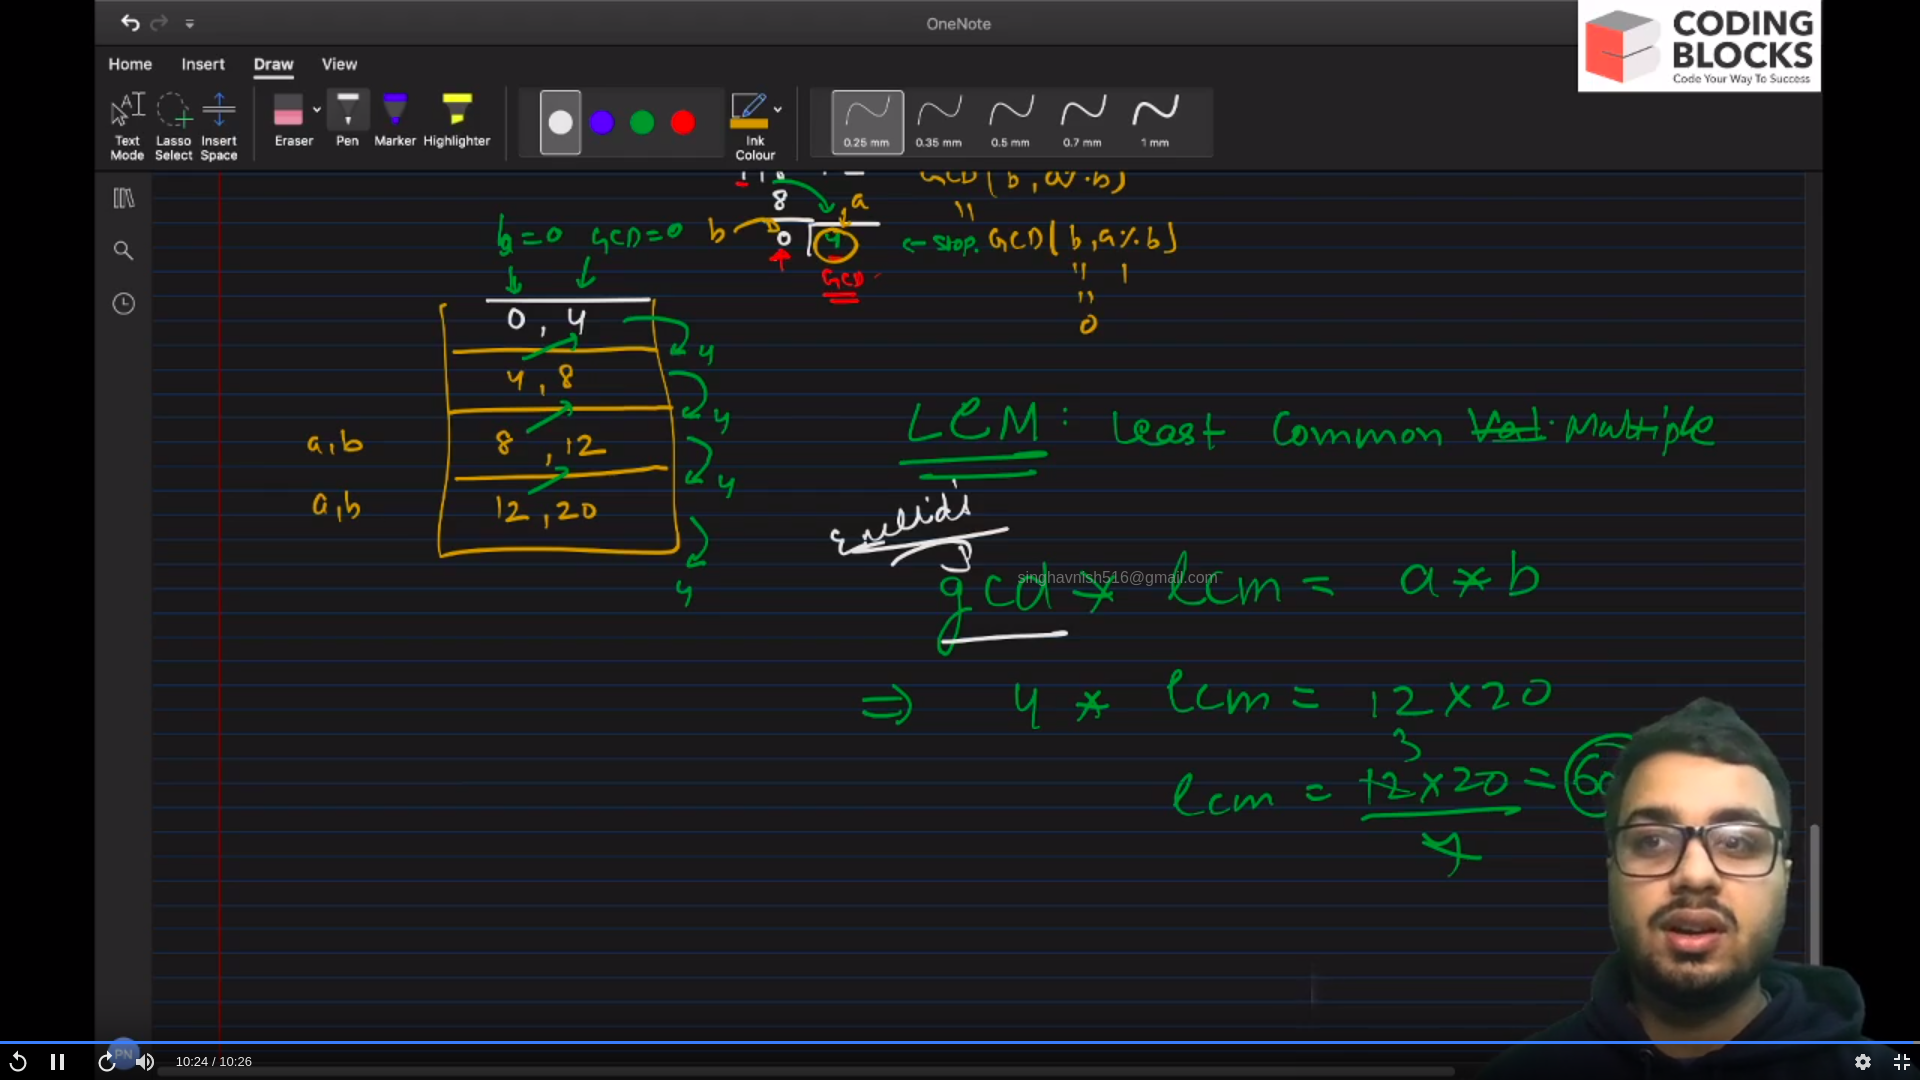 OneNote
CODING
BLOCKS
Code Your Way To Success
Home Insert Draw View
Text Mode
Lasso Select
Insert Space
Eraser
Pen
Marker
Highlighter
Ink Colour
0.25 mm
0.35 mm
0.5 mm
0.7 mm
1 mm
GCD ( b , a % b )
8
a
b 0 4
← stop. GCD ( b , a % b )
GCD
0
b = 0 GCD = 0
0 , 4
4
4 , 8
4
a, b 8 , 12
4
a, b 12 , 20
4
LCM : Least Common Multiple
Euclid's
gcd * lcm = a * b
singhavnish516@gmail.com
⇒ 4 * lcm = 12 x 20
3
lcm = 12 x 20 = 60
4
PN
10:24 / 10:26